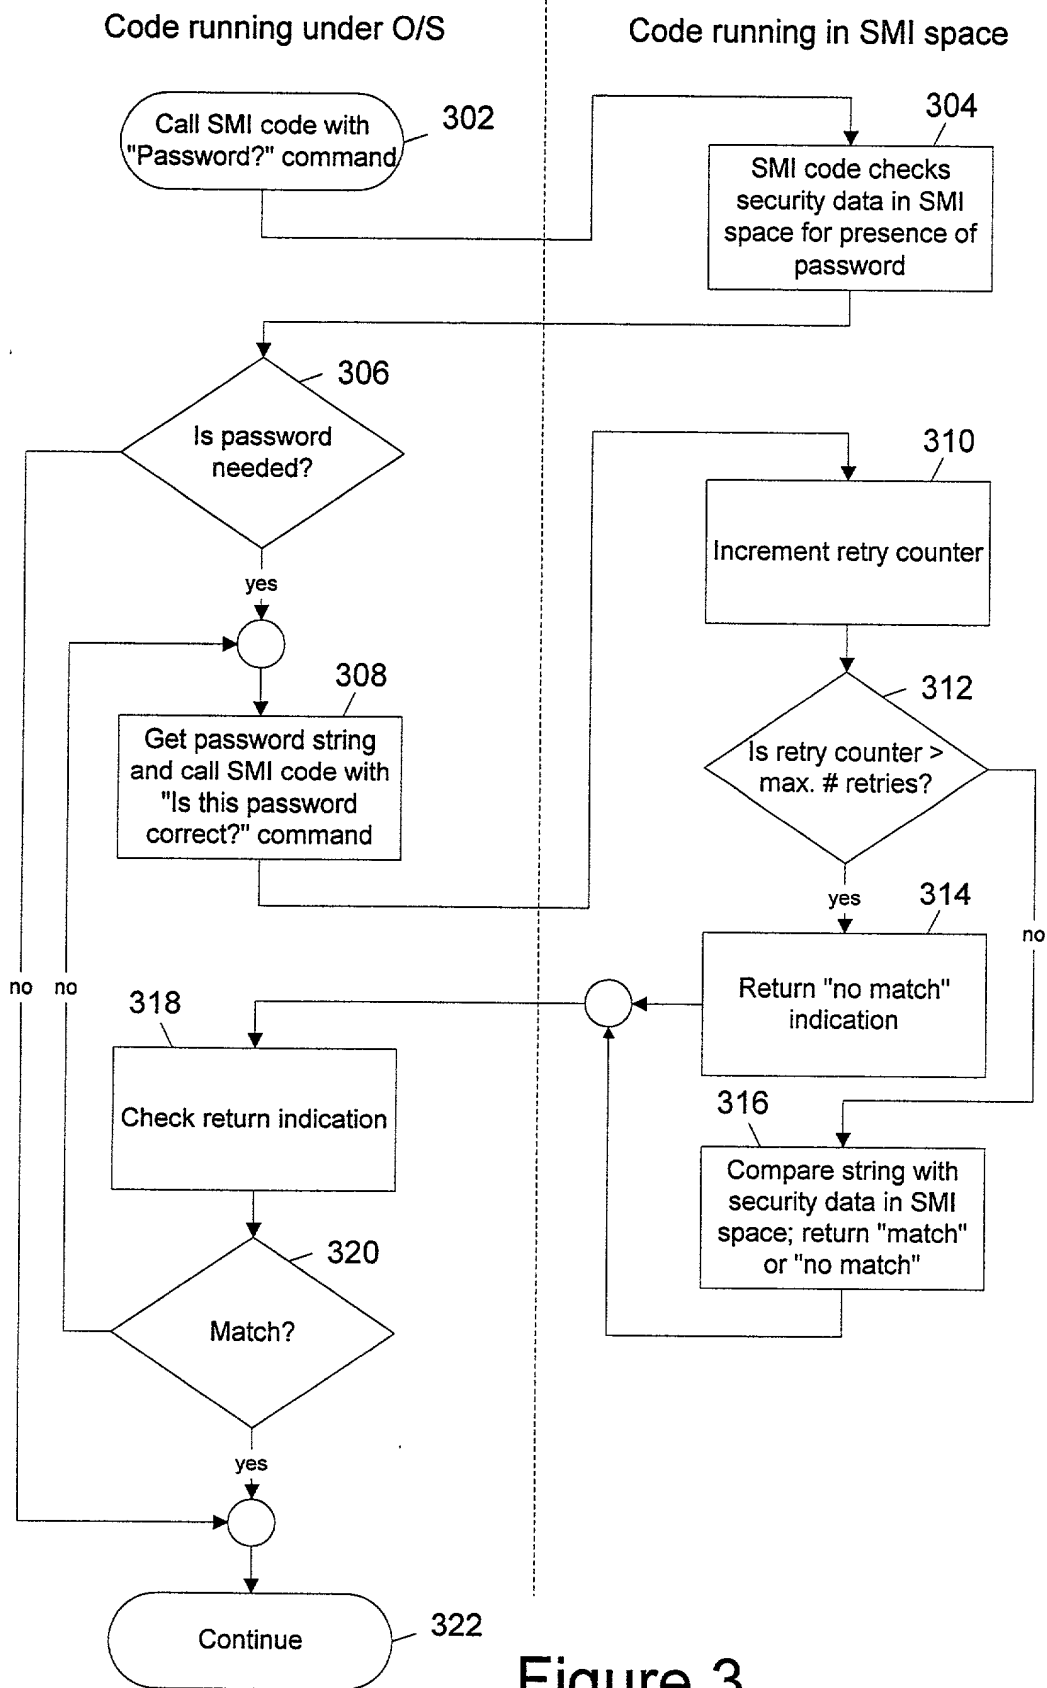 Code running under O/S
Code running in SMI space
Call SMI code with
"Password?" command
302
304
SMI code checks
security data in SMI
space for presence of
password
306
Is password
needed?
yes
310
Increment retry counter
308
Get password string
and call SMI code with
"Is this password
correct?" command
312
Is retry counter >
max. # retries?
yes
no
314
Return "no match"
indication
no
no
318
Check return indication
316
Compare string with
security data in SMI
space; return "match"
or "no match"
320
Match?
yes
Continue
322
Figure 3